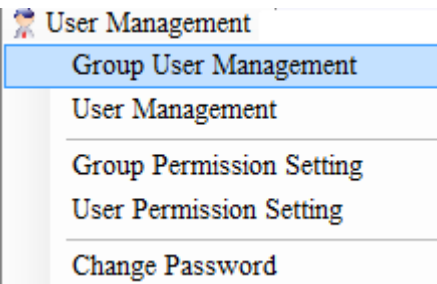 User Management
Group User Management
User Management
Group Permission Setting
User Permission Setting
Change Password